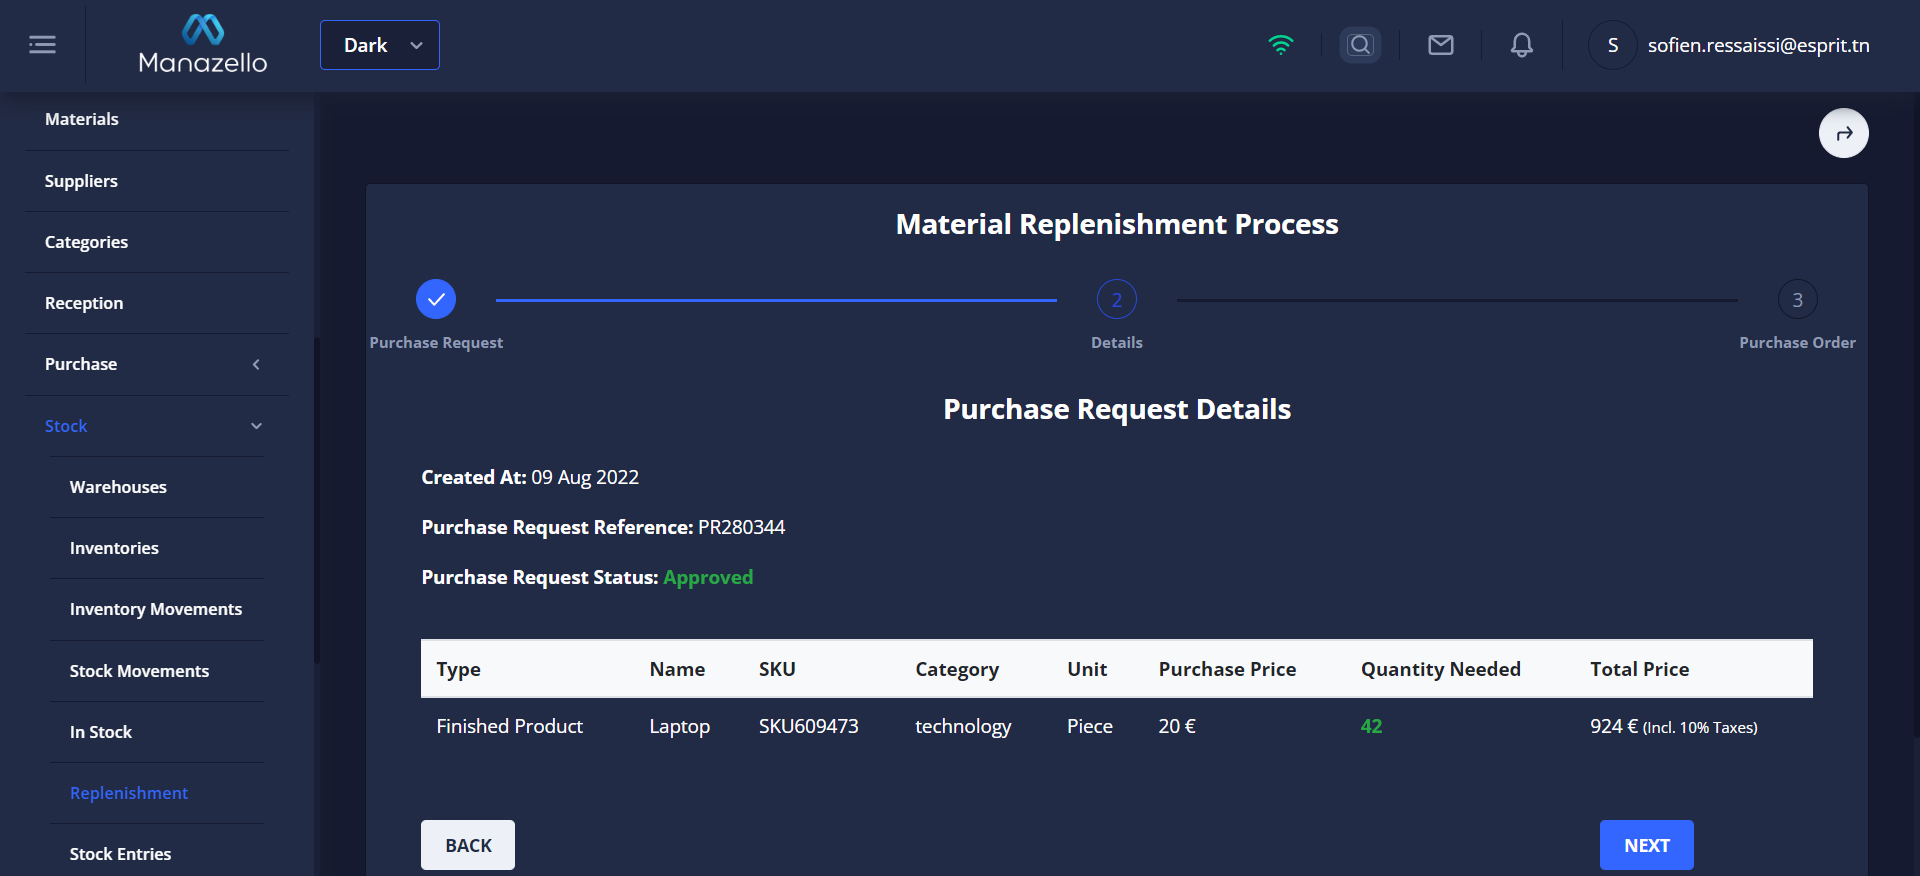 Manazello
Dark
S
sofien.ressaissi@esprit.tn
Materials
Suppliers
Categories
Reception
Purchase
Stock
Warehouses
Inventories
Inventory Movements
Stock Movements
In Stock
Replenishment
Stock Entries
Material Replenishment Process
2
3
Purchase Request
Details
Purchase Order
Purchase Request Details
Created At: 09 Aug 2022
Purchase Request Reference: PR280344
Purchase Request Status: Approved
Type Name SKU Category Unit Purchase Price Quantity Needed Total Price
Finished Product Laptop SKU609473 technology Piece 20 € 42 924 € (Incl. 10% Taxes)
BACK
NEXT